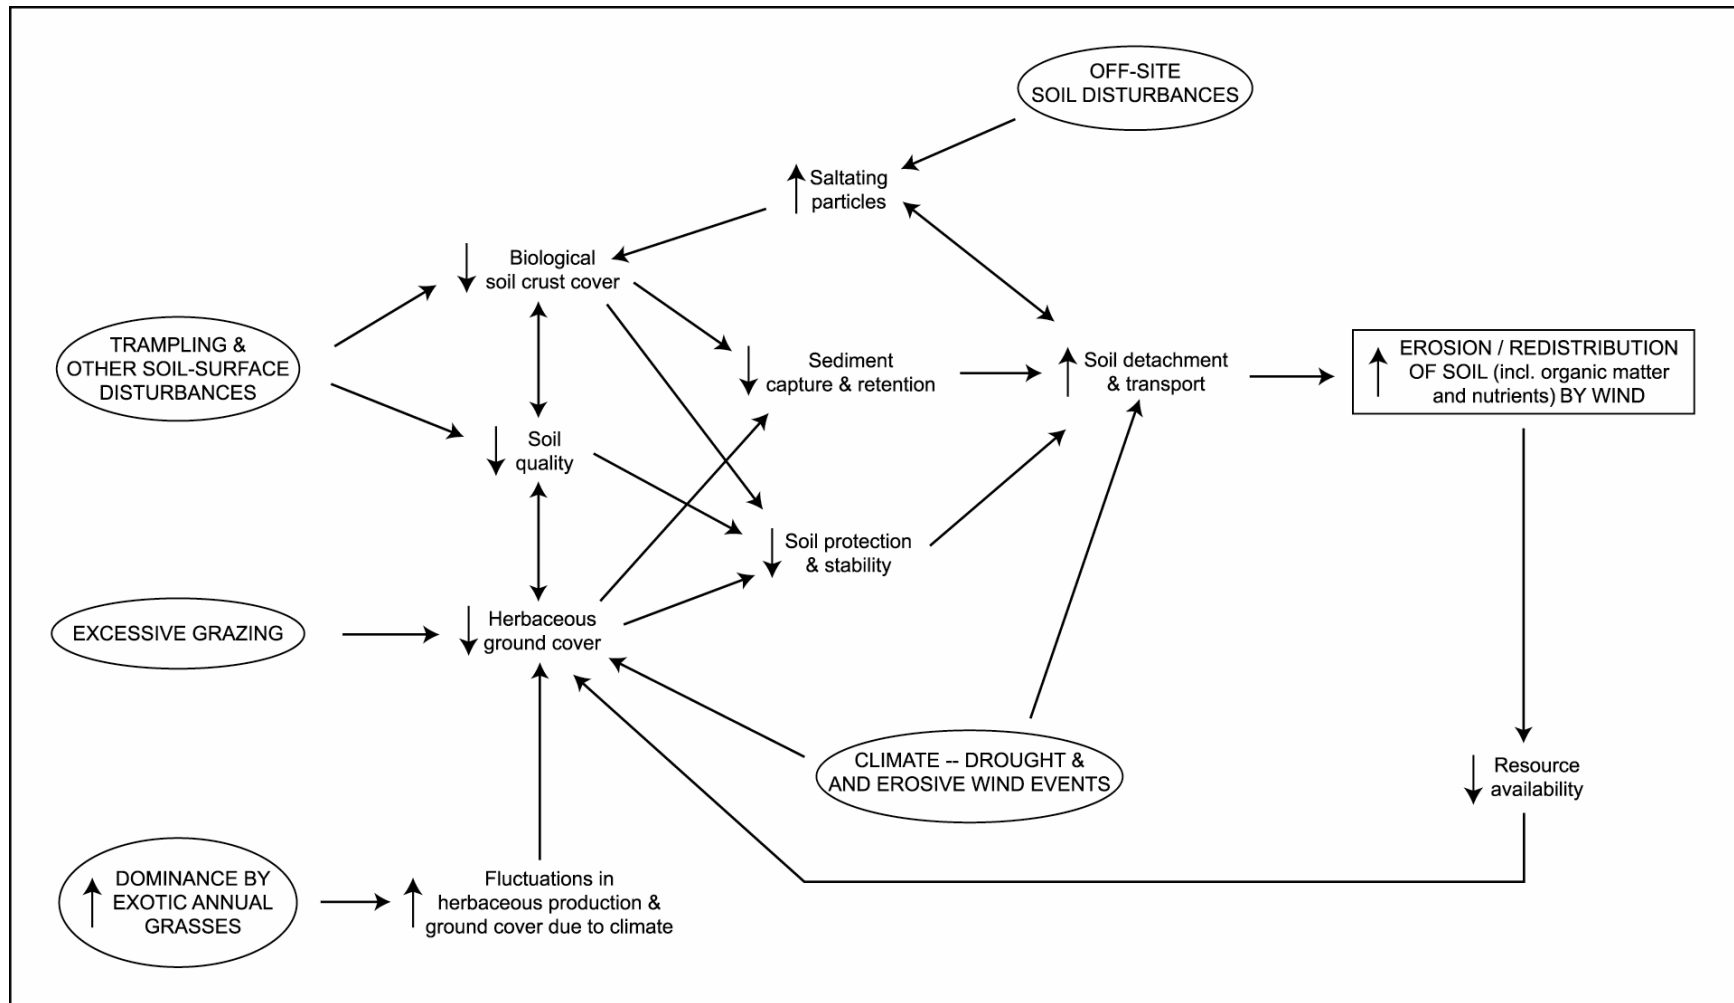 OFF-SITE
SOIL DISTURBANCES
Saltating
particles
Biological
soil crust cover
TRAMPLING &
OTHER SOIL-SURFACE
DISTURBANCES
Sediment
capture & retention
Soil detachment
& transport
EROSION / REDISTRIBUTION
OF SOIL (incl. organic matter
and nutrients) BY WIND
Soil
quality
Soil protection
& stability
EXCESSIVE GRAZING
Herbaceous
ground cover
CLIMATE -- DROUGHT &
AND EROSIVE WIND EVENTS
Resource
availability
DOMINANCE BY
EXOTIC ANNUAL
GRASSES
Fluctuations in
herbaceous production &
ground cover due to climate